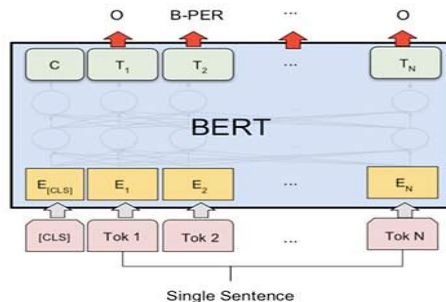 O B-PER ... O
C T1 T2 ... TN
BERT
E[CLS] E1 E2 ... EN
[CLS] Tok 1 Tok 2 ... Tok N
Single Sentence